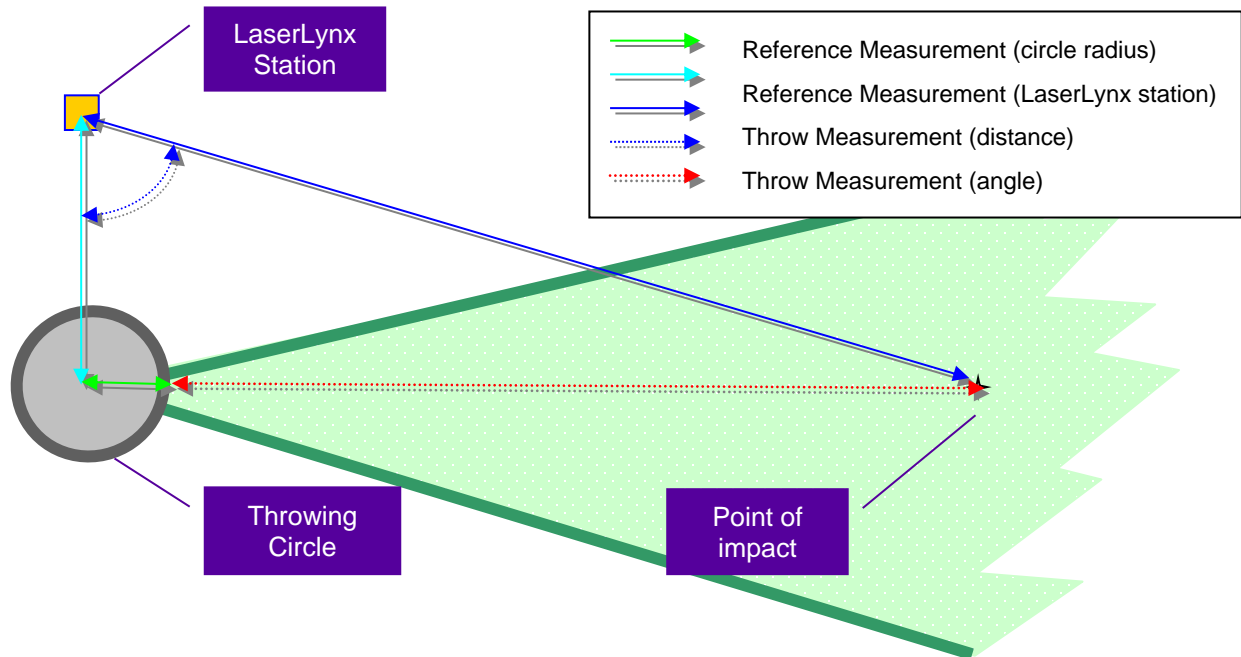 LaserLynx
Station
Reference Measurement (circle radius)
Reference Measurement (LaserLynx station)
Throw Measurement (distance)
Throw Measurement (angle)
Throwing
Circle
Point of
impact